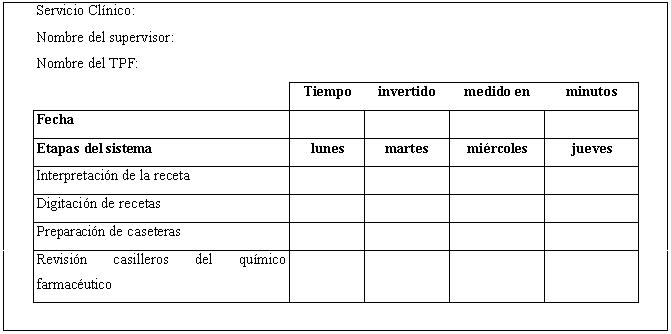 Servicio Clínico:
Nombre del supervisor:
Nombre del TPF:
Tiempo invertido medido en minutos
Fecha
Etapas del sistema lunes martes miércoles jueves
Interpretación de la receta
Digitación de recetas
Preparación de caseteras
Revisión casilleros del químico
farmacéutico